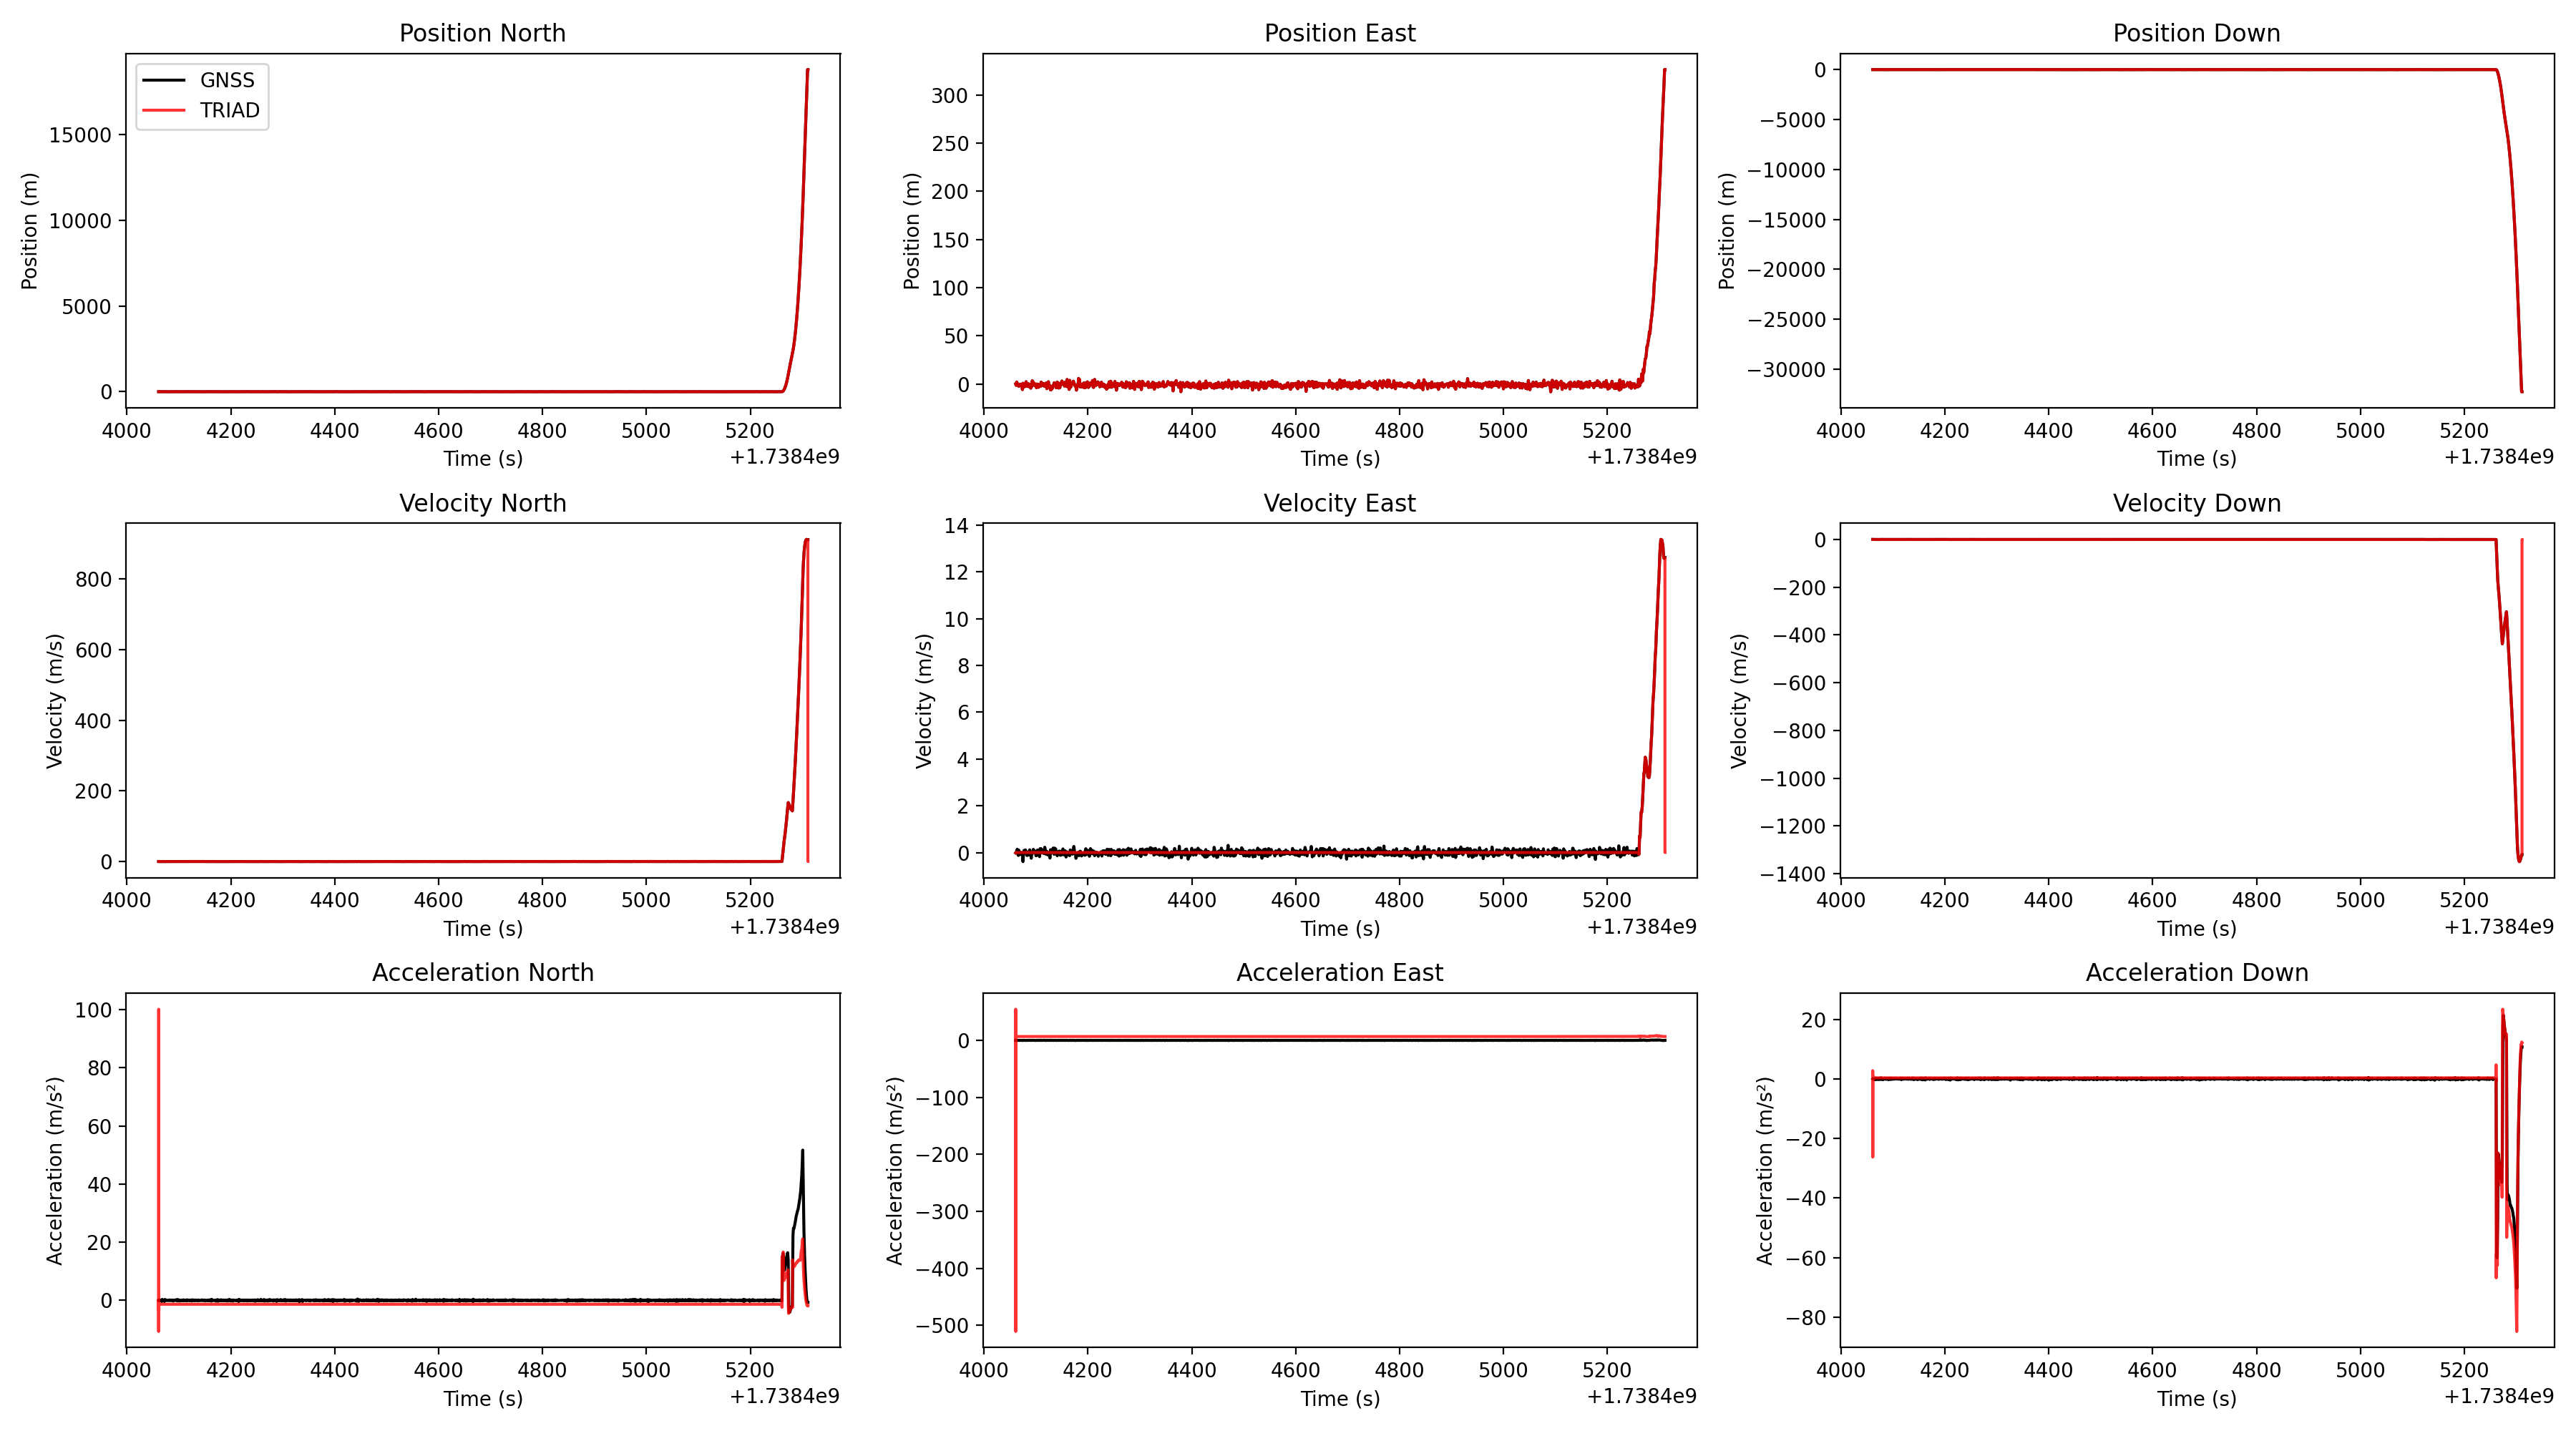 Position North
Position (m)
15000
10000
5000
0
GNSS
TRIAD
4000 4200 4400 4600 4800 5000 5200
Time (s)
+1.7384e9
Position East
Position (m)
300
250
200
150
100
50
0
4000 4200 4400 4600 4800 5000 5200
Time (s)
+1.7384e9
Position Down
Position (m)
0
−5000
−10000
−15000
−20000
−25000
−30000
4000 4200 4400 4600 4800 5000 5200
Time (s)
+1.7384e9
Velocity North
Velocity (m/s)
800
600
400
200
0
4000 4200 4400 4600 4800 5000 5200
Time (s)
+1.7384e9
Velocity East
Velocity (m/s)
14
12
10
8
6
4
2
0
4000 4200 4400 4600 4800 5000 5200
Time (s)
+1.7384e9
Velocity Down
Velocity (m/s)
0
−200
−400
−600
−800
−1000
−1200
−1400
4000 4200 4400 4600 4800 5000 5200
Time (s)
+1.7384e9
Acceleration North
Acceleration (m/s²)
100
80
60
40
20
0
4000 4200 4400 4600 4800 5000 5200
Time (s)
+1.7384e9
Acceleration East
Acceleration (m/s²)
0
−100
−200
−300
−400
−500
4000 4200 4400 4600 4800 5000 5200
Time (s)
+1.7384e9
Acceleration Down
Acceleration (m/s²)
20
0
−20
−40
−60
−80
4000 4200 4400 4600 4800 5000 5200
Time (s)
+1.7384e9